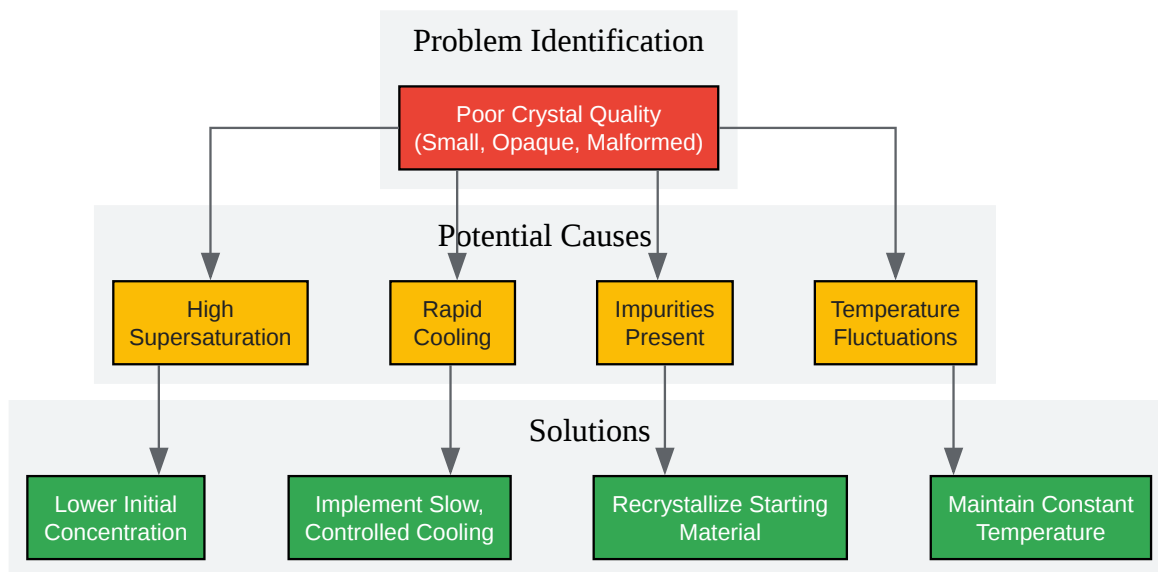 Problem Identification
Poor Crystal Quality
(Small, Opaque, Malformed)
Potential Causes
High
Supersaturation
Rapid
Cooling
Impurities
Present
Temperature
Fluctuations
Solutions
Lower Initial
Concentration
Implement Slow,
Controlled Cooling
Recrystallize Starting
Material
Maintain Constant
Temperature